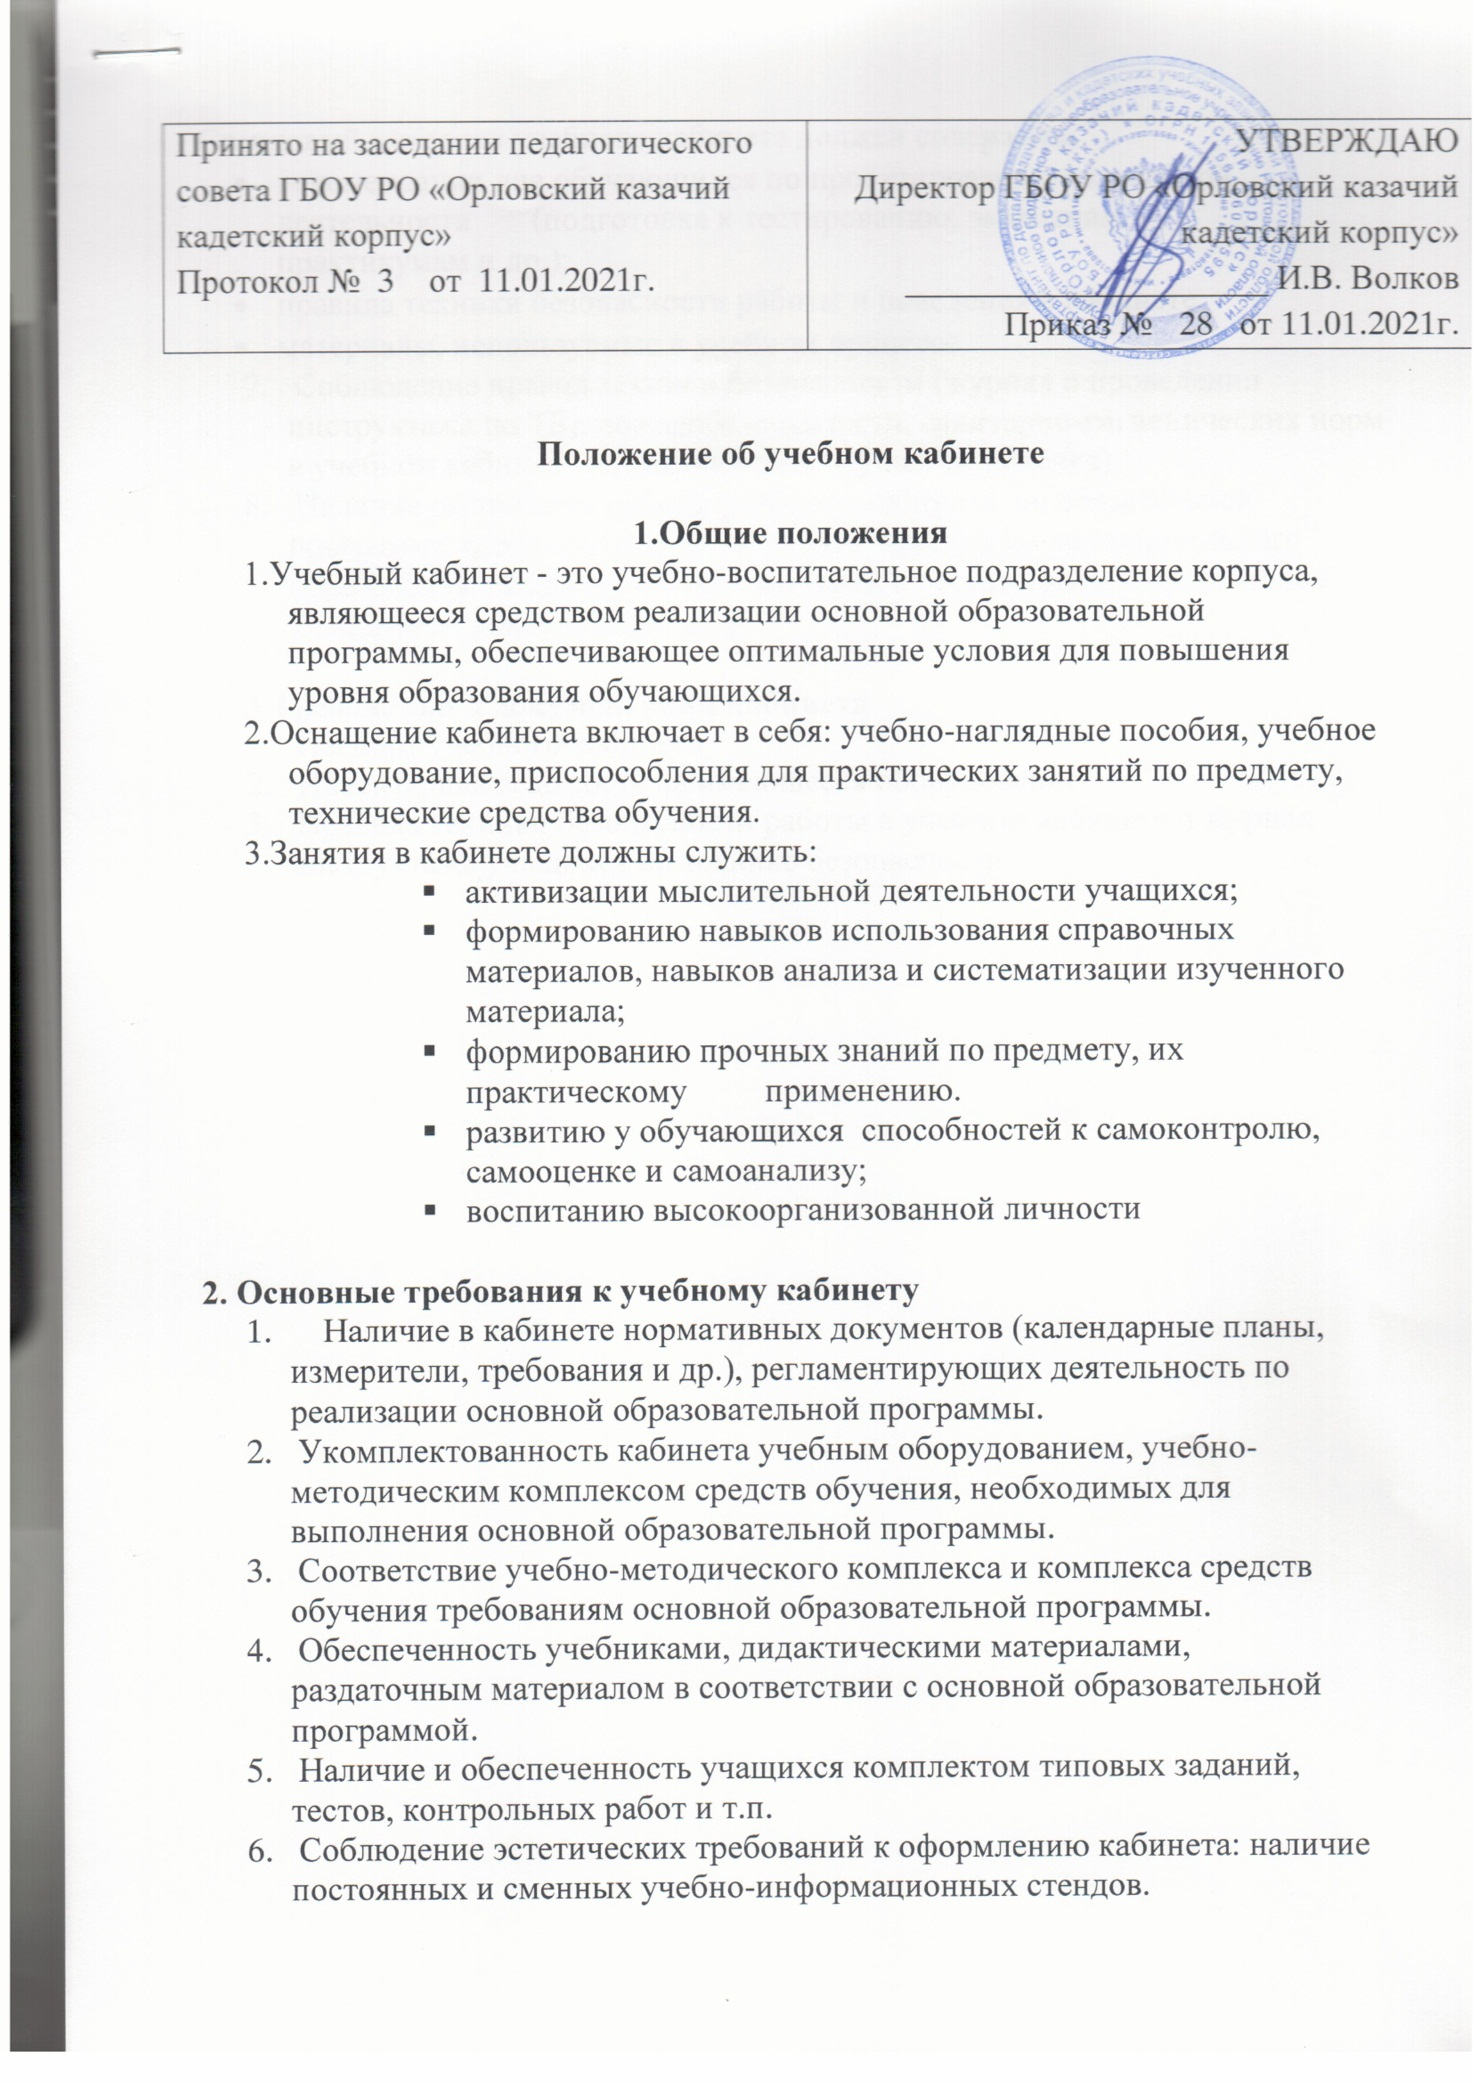 Принято на заседании педагогического
совета ГБОУ РО «Орловский казачий
кадетский корпус»
Протокол № 3 от 11.01.2021г.
УТВЕРЖДАЮ
Директор ГБОУ РО «Орловский казачий
кадетский корпус»
И.В. Волков
Приказ № 28 от 11.01.2021г.
Положение об учебном кабинете
1.Общие положения
1.Учебный кабинет - это учебно-воспитательное подразделение корпуса,
являющееся средством реализации основной образовательной
программы, обеспечивающее оптимальные условия для повышения
уровня образования обучающихся.
2.Оснащение кабинета включает в себя: учебно-наглядные пособия, учебное
оборудование, приспособления для практических занятий по предмету,
технические средства обучения.
3.Занятия в кабинете должны служить:
▪ активизации мыслительной деятельности учащихся;
▪ формированию навыков использования справочных
материалов, навыков анализа и систематизации изученного
материала;
▪ формированию прочных знаний по предмету, их
практическому применению.
▪ развитию у обучающихся способностей к самоконтролю,
самооценке и самоанализу;
▪ воспитанию высокоорганизованной личности
2. Основные требования к учебному кабинету
1. Наличие в кабинете нормативных документов (календарные планы,
измерители, требования и др.), регламентирующих деятельность по
реализации основной образовательной программы.
2. Укомплектованность кабинета учебным оборудованием, учебно-
методическим комплексом средств обучения, необходимых для
выполнения основной образовательной программы.
3. Соответствие учебно-методического комплекса и комплекса средств
обучения требованиям основной образовательной программы.
4. Обеспеченность учебниками, дидактическими материалами,
раздаточным материалом в соответствии с основной образовательной
программой.
5. Наличие и обеспеченность учащихся комплектом типовых заданий,
тестов, контрольных работ и т.п.
6. Соблюдение эстетических требований к оформлению кабинета: наличие
постоянных и сменных учебно-информационных стендов.